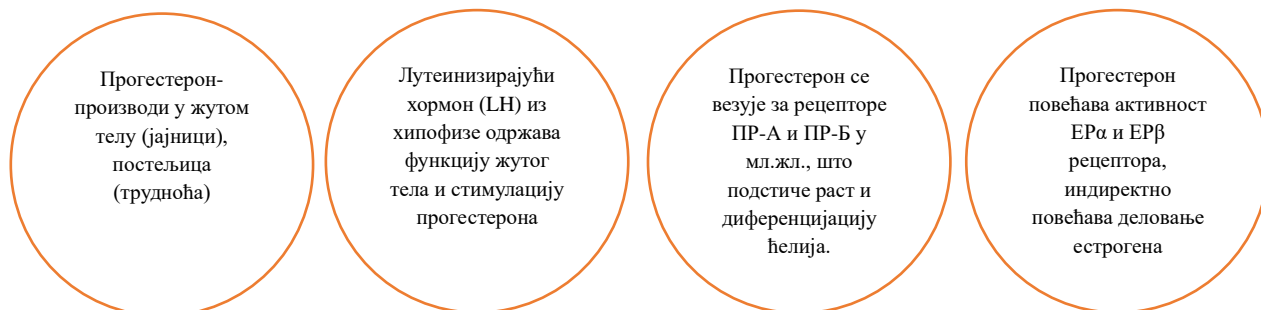 Прогестерон-
производи у жутом
телу (јајници),
постељица
(трудноћа)
Лутеинизирајући
хормон (LH) из
хипофизе одржава
функцију жутог
тела и стимулацију
прогестерона
Прогестерон се
везује за рецепторе
ПР-А и ПР-Б у
мл.жл., што
подстиче раст и
диференцијацију
ћелија.
Прогестерон
повећава активност
ЕРα и ЕРβ
рецептора,
индиректно
повећава деловање
естрогена